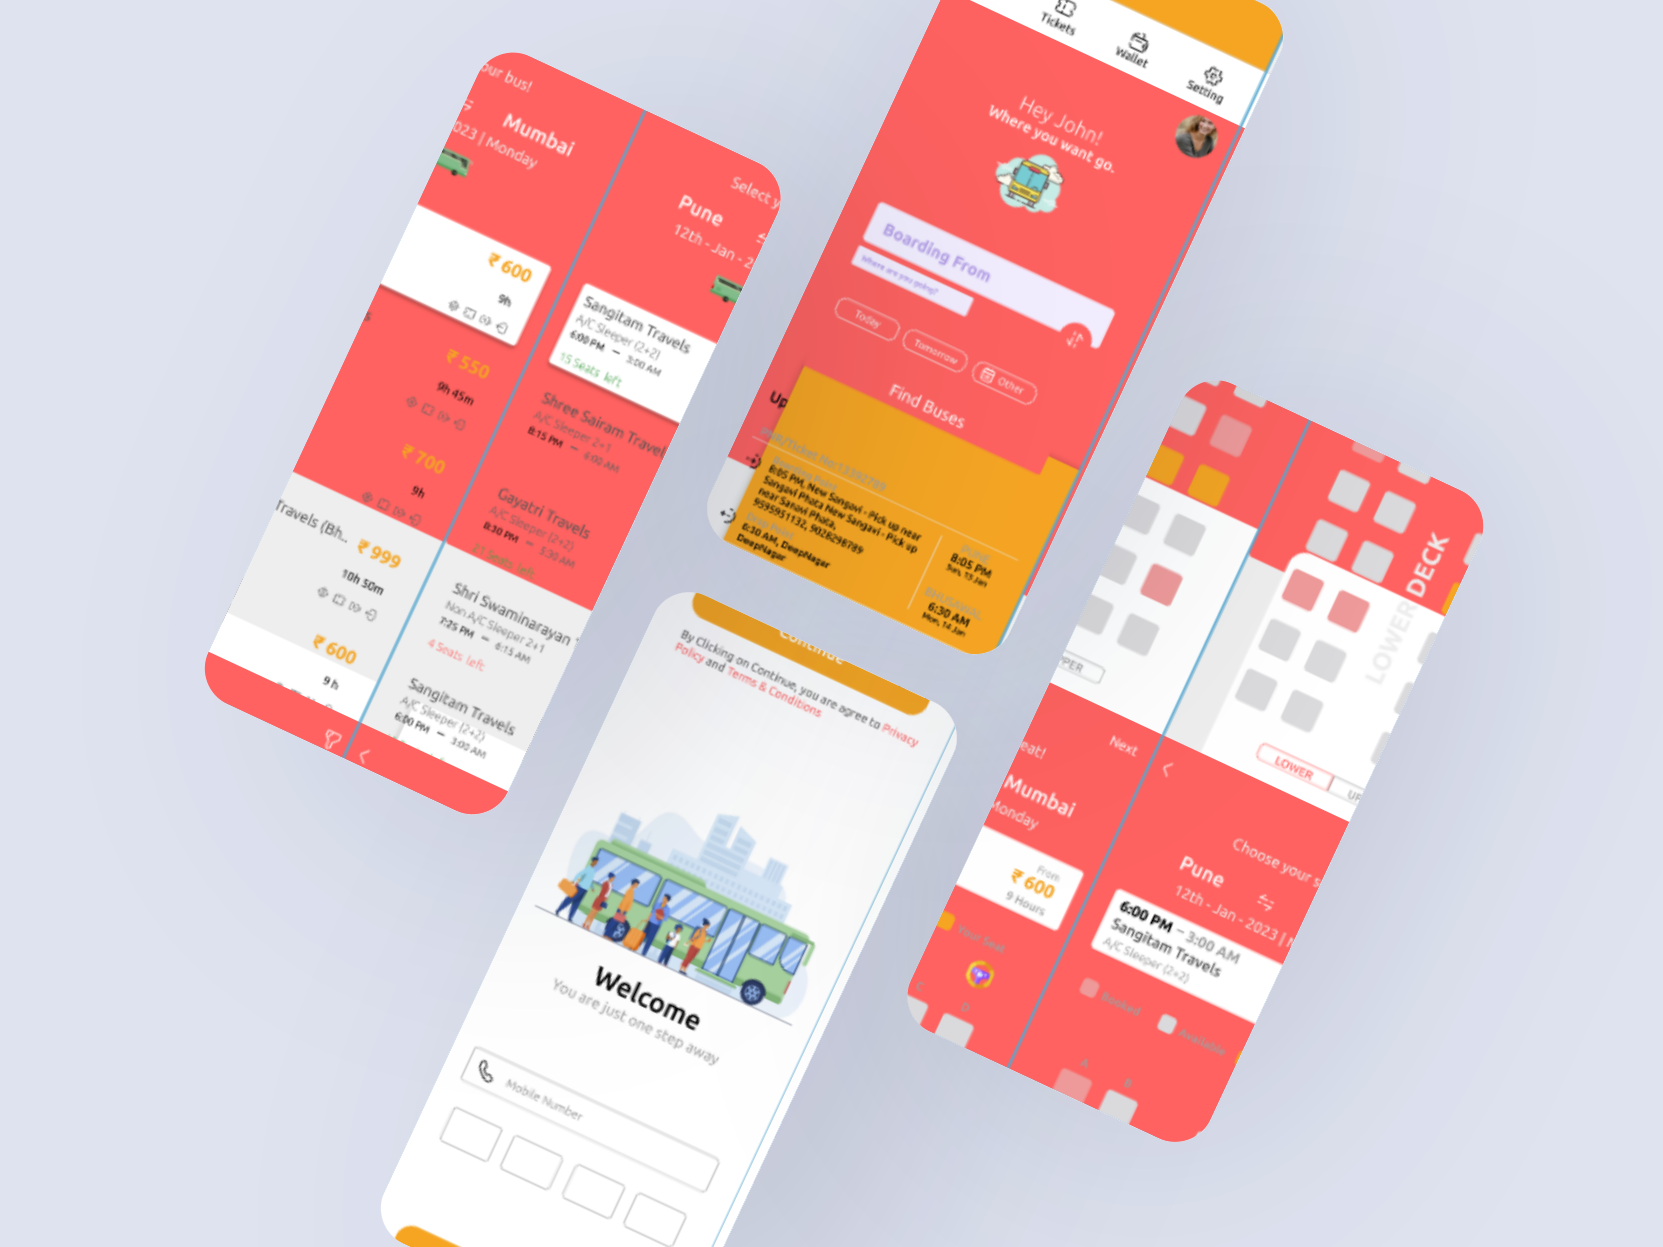 our bus!
Mumbai
023 | Monday
₹ 600
9h
₹ 550
9h 45m
₹ 700
9h
Travels (Bh...
₹ 999
10h 50m
₹ 600
9 h
Select y
Pune
12th - Jan - 2
Sangitam Travels
A/C Sleeper (2+2)
6:00 PM – 3:00 AM
15 Seats left
Shree Sairam Travel
A/C Sleeper 2+1
8:15 PM – 6:00 AM
Gayatri Travels
A/C Sleeper (2+2)
8:30 PM – 5:30 AM
21 Seats left
Shri Swaminarayan
Non A/C Sleeper 2+1
7:25 PM – 6:15 AM
4 Seats left
Sangitam Travels
A/C Sleeper (2+2)
6:00 PM – 3:00 AM
Tickets
Wallet
Setting
Hey John!
Where you want go.
Boarding From
Where are you going?
Today
Tomorrow
Other
Find Buses
Up
8:05 PM, New Sangavi - Pick up near
Sangavi Phata New Sangavi - Pick up
near Sanavi Phata,
9595951132, 9028298789
6:30 AM, DeepNagar
DeepNagar
8:05 PM
Sun, 13 Jan
6:30 AM
Mon, 14 Jan
Continue
By Clicking on Continue, you are agree to Privacy
Policy and Terms & Conditions
Welcome
You are just one step away
Mobile Number
PPER
eat!
Next
Mumbai
Monday
From
₹ 600
9 Hours
Your Seat
C
D
LOWER DECK
LOWER
UP
Choose your s
Pune
12th - Jan - 2023 | M
6:00 PM – 3:00 AM
Sangitam Travels
A/C Sleeper (2+2)
Booked
Available
A
B